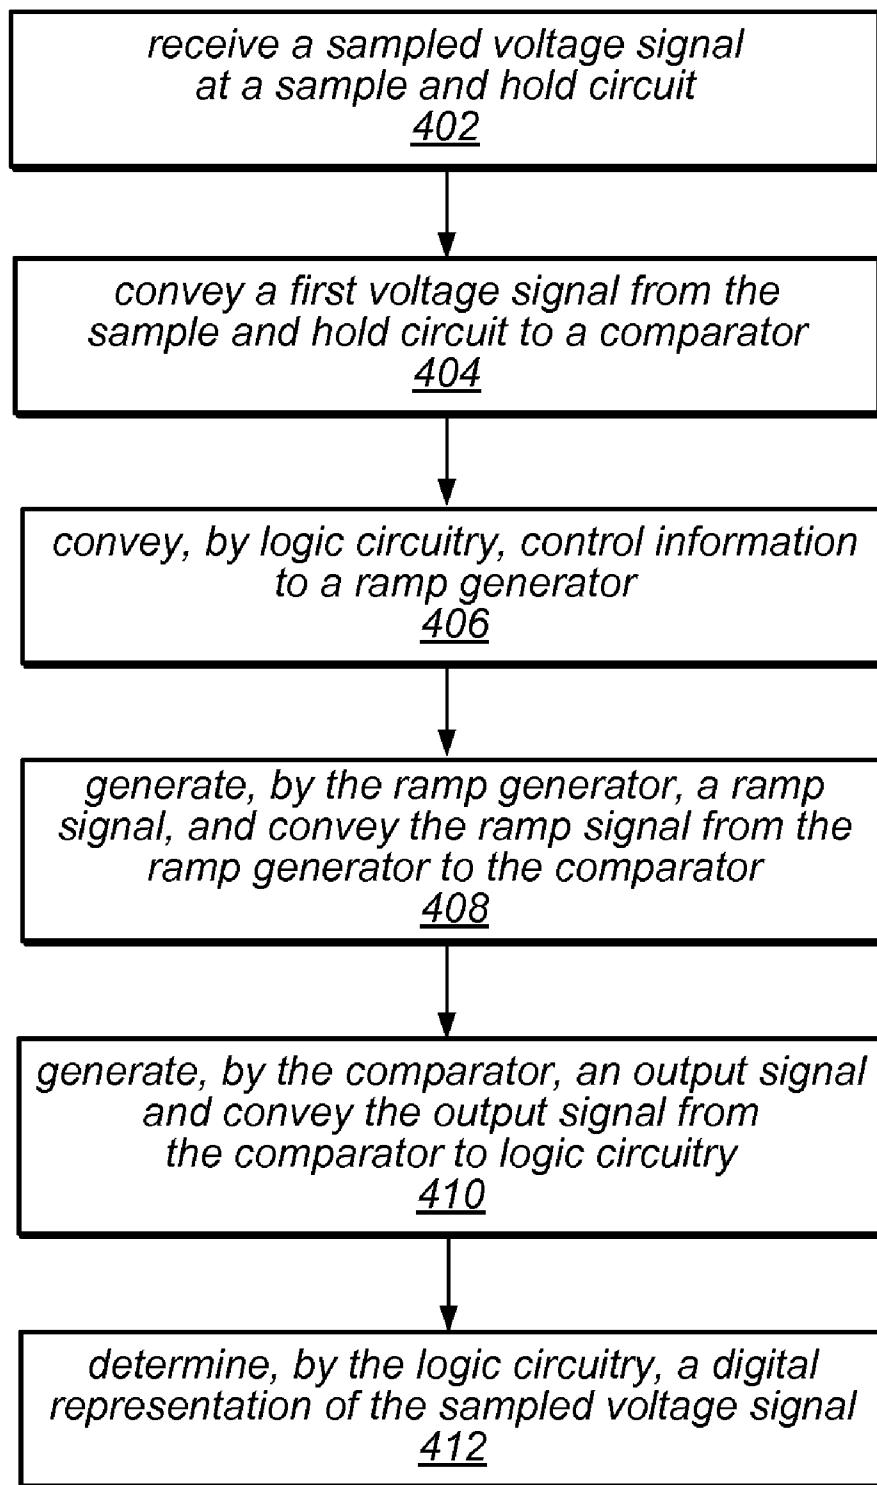 receive a sampled voltage signal
at a sample and hold circuit
402
convey a first voltage signal from the
sample and hold circuit to a comparator
404
convey, by logic circuitry, control information
to a ramp generator
406
generate, by the ramp generator, a ramp
signal, and convey the ramp signal from the
ramp generator to the comparator
408
generate, by the comparator, an output signal
and convey the output signal from
the comparator to logic circuitry
410
determine, by the logic circuitry, a digital
representation of the sampled voltage signal
412